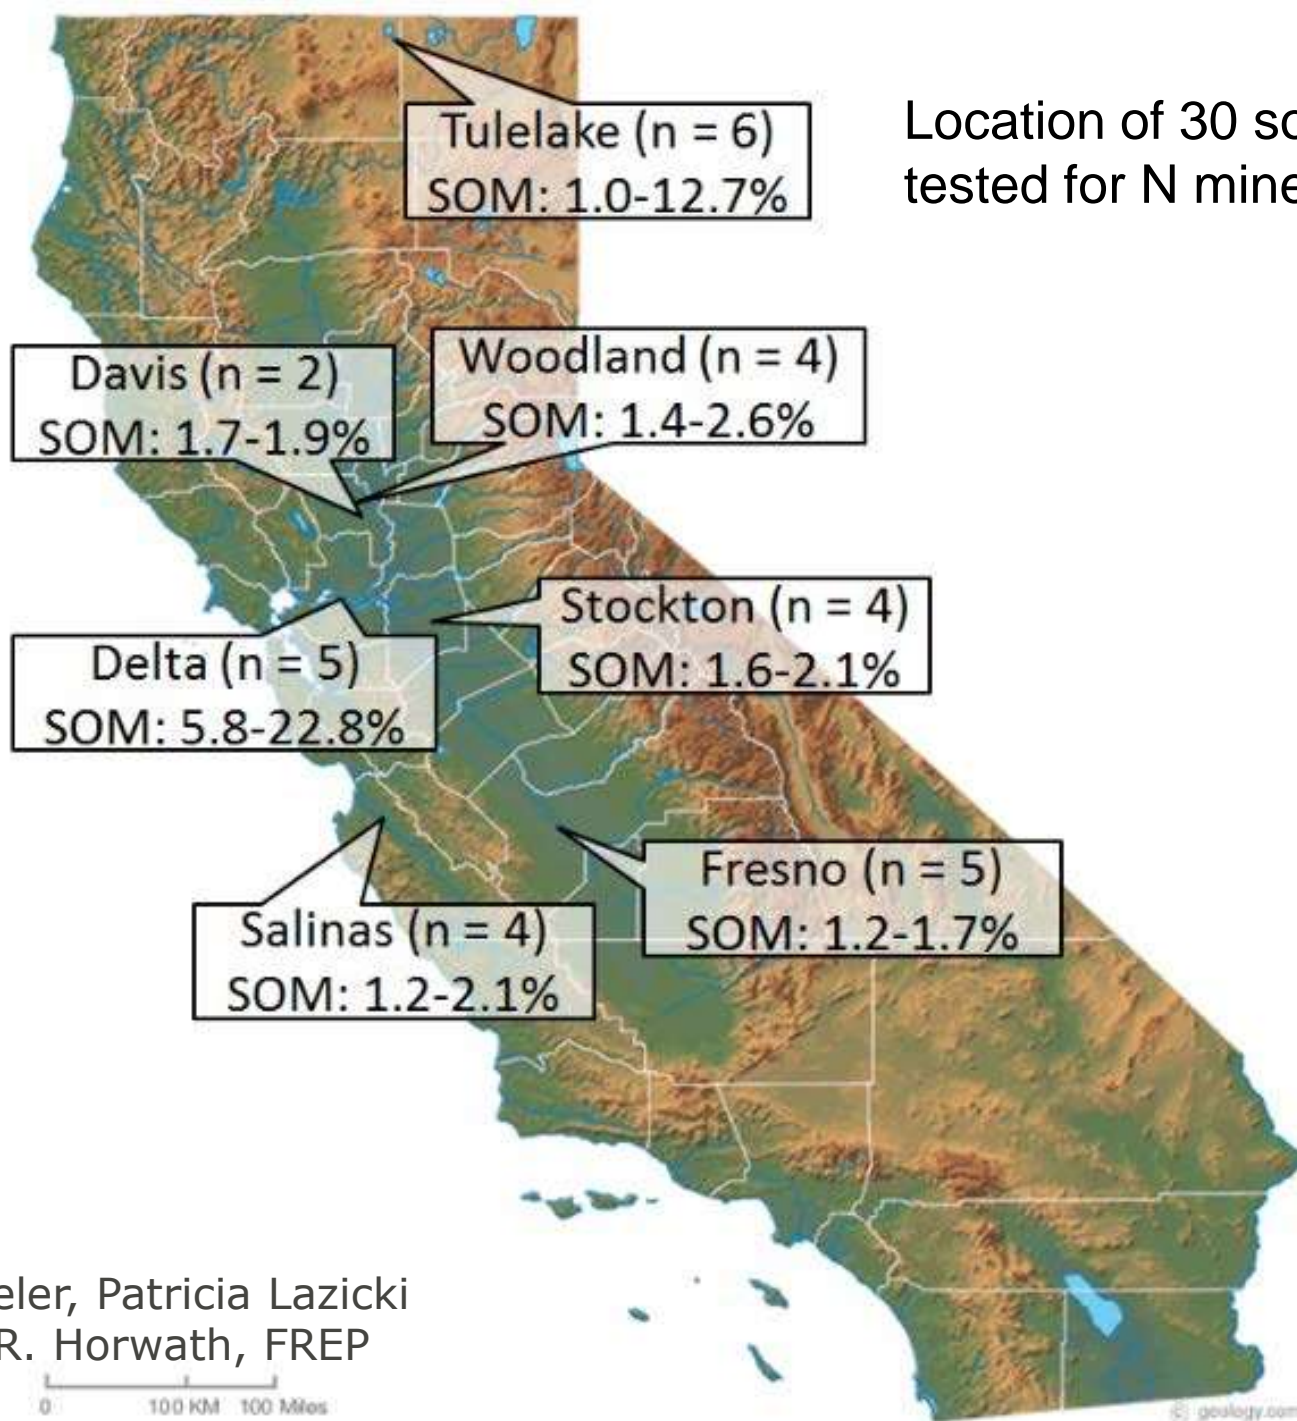 Location of 30
tested for N
Tulelake (n = 6)
SOM: 1.0-12.7%
Davis (n = 2)
SOM: 1.7-1.9%
Woodland (n = 4)
SOM: 1.4-2.6%
Stockton (n = 4)
SOM: 1.6-2.1%
Delta (n = 5)
SOM: 5.8-22.8%
Fresno (n = 5)
SOM: 1.2-1.7%
Salinas (n = 4)
SOM: 1.2-2.1%
eler, Patricia Lazicki
R. Horwath, FREP
0 100 KM 100 Miles
© geology.com